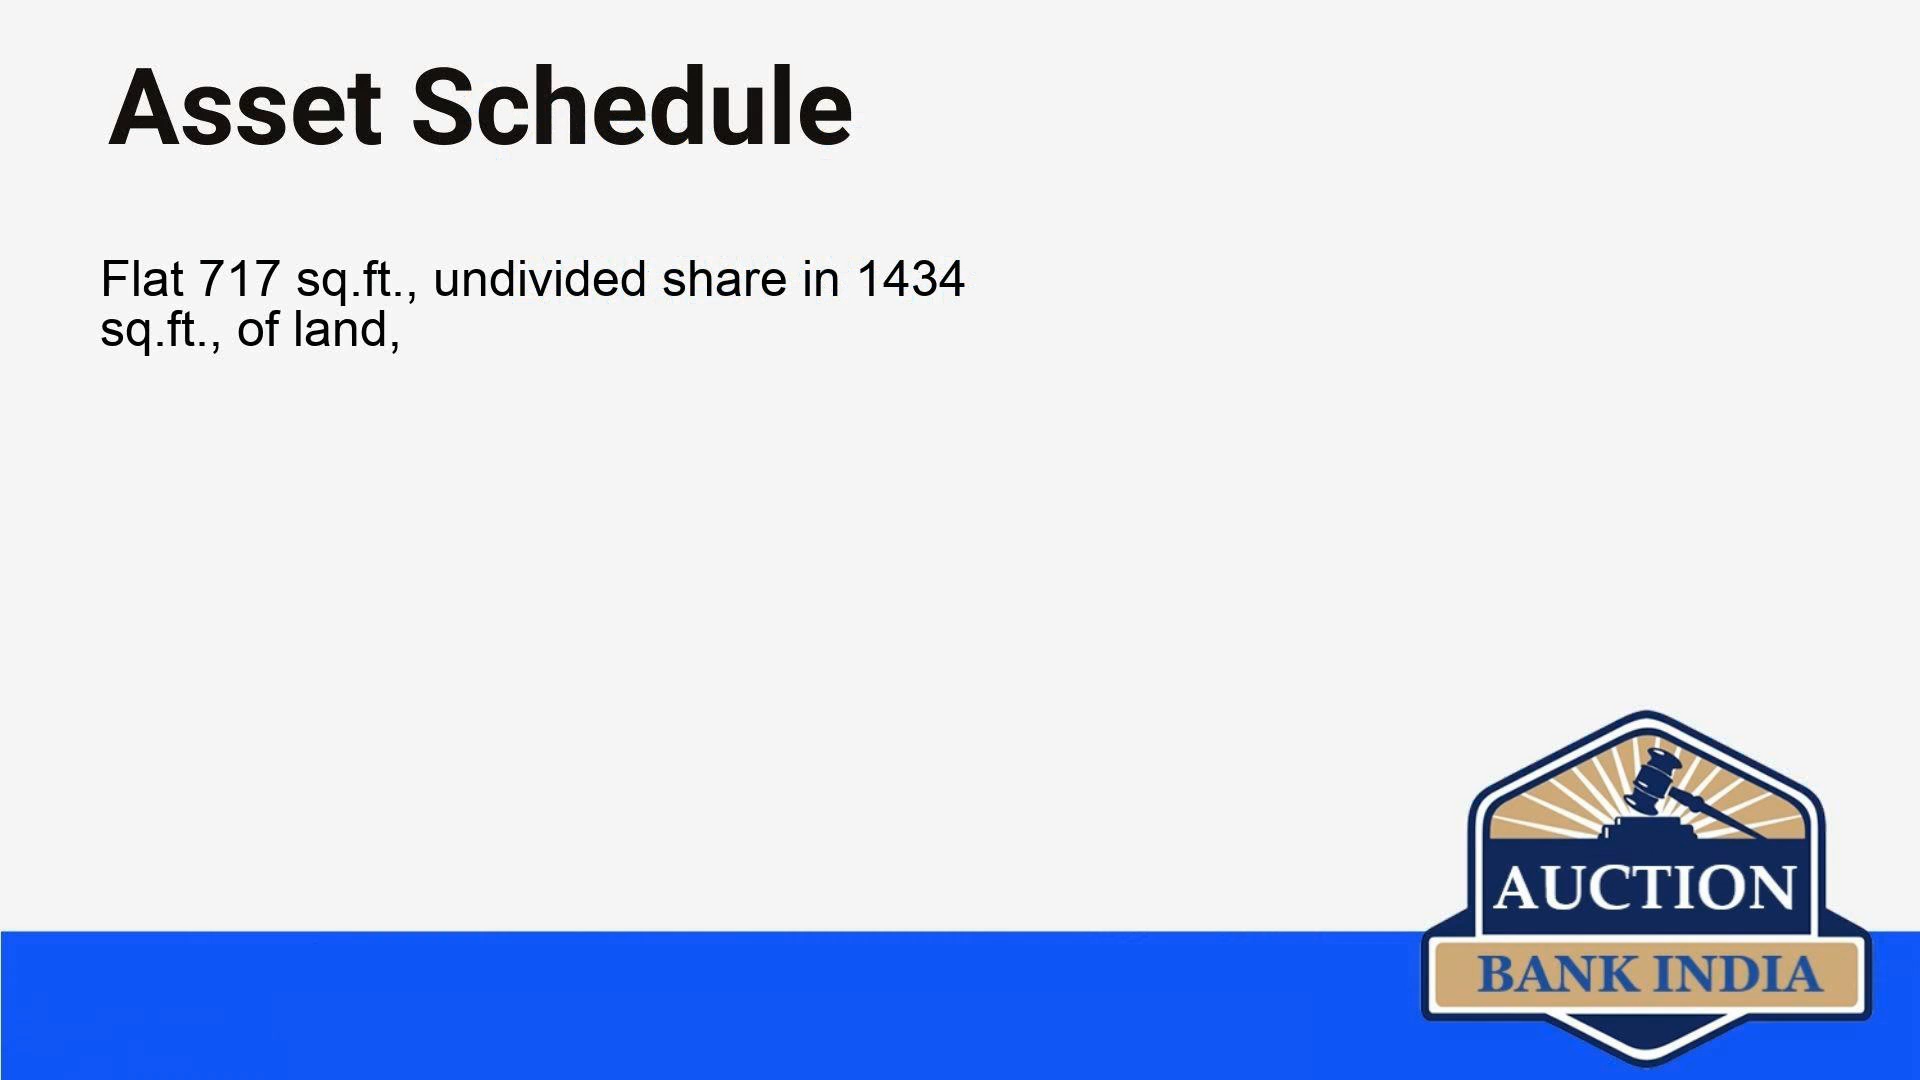 Asset Schedule
Flat 717 sq.ft., undivided share in 1434
sq.ft., of land,
AUCTION
BANK INDIA